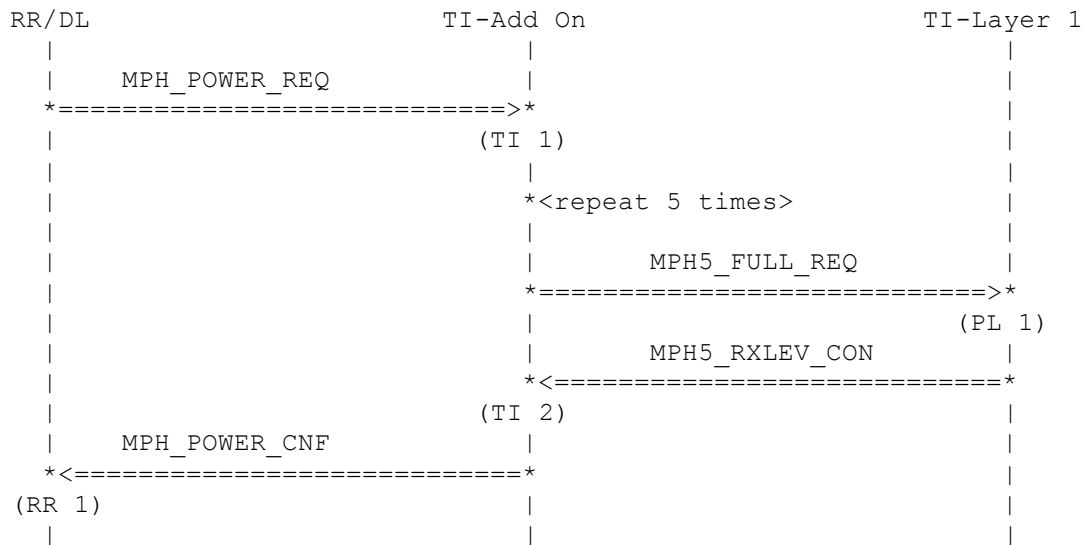 RR/DL TI-Add On TI-Layer 1
| | |
| MPH_POWER_REQ | |
*============================>* |
| (TI 1) |
| | |
| *<repeat 5 times> |
| | |
| | MPH5_FULL_REQ |
| *============================>*
| | (PL 1)
| | MPH5_RXLEV_CON |
| *<============================*
| (TI 2) |
| MPH_POWER_CNF | |
*<============================* |
(RR 1) | |
| | |